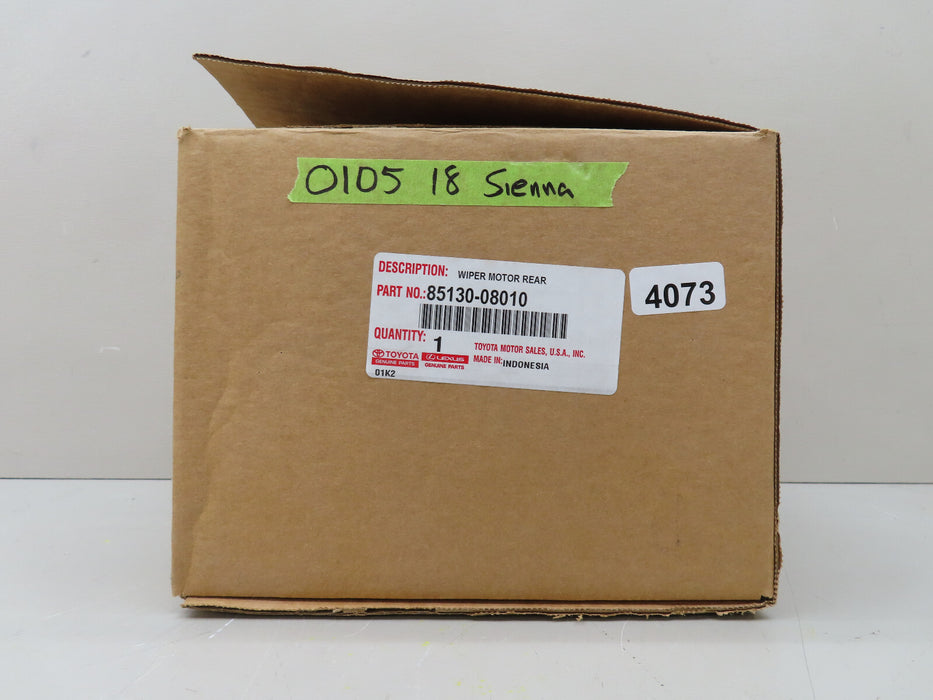 0105 18 Sienna
DESCRIPTION: WIPER MOTOR REAR
PART NO.: 85130-08010
QUANTITY: 1
TOYOTA MOTOR SALES, U.S.A., INC.
TOYOTA
GENUINE PARTS
LEXUS
GENUINE PARTS
MADE IN: INDONESIA
01K2
4073